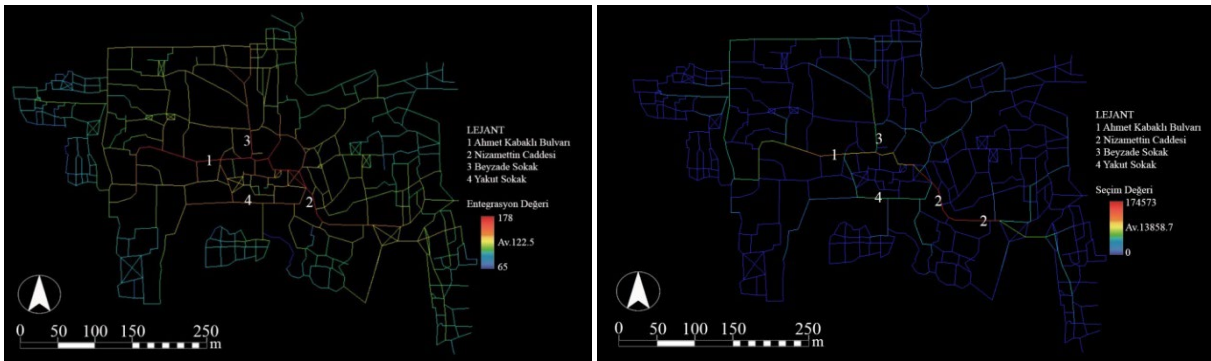 3
1
4
2
LEJANT
1 Ahmet Kabaklı Bulvarı
2 Nizamettin Caddesi
3 Beyzade Sokak
4 Yakut Sokak
Entegrasyon Değeri
178
Av.122.5
65
0 50 100 150 200 250
m
3
1
4
2
2
LEJANT
1 Ahmet Kabaklı Bulvarı
2 Nizamettin Caddesi
3 Beyzade Sokak
4 Yakut Sokak
Seçim Değeri
174573
Av.13858.7
0
0 50 100 150 200 250
m